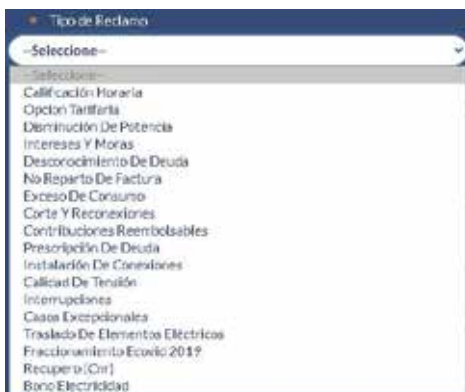 Tipo de Reclamo
--Seleccione--
--Seleccione--
Calificación Horaria
Opcion Tarifaria
Disminución De Potencia
Intereses Y Moras
Desconocimiento De Deuda
No Reparto De Factura
Exceso De Consumo
Corte Y Reconexiones
Contribuciones Reembolsables
Prescripción De Deuda
Instalación De Conexiones
Calidad De Tensión
Interrupciones
Casos Excepcionales
Traslado De Elementos Eléctricos
Fraccionamiento Ecovid 2019
Recupero (Cnr)
Bono Electricidad